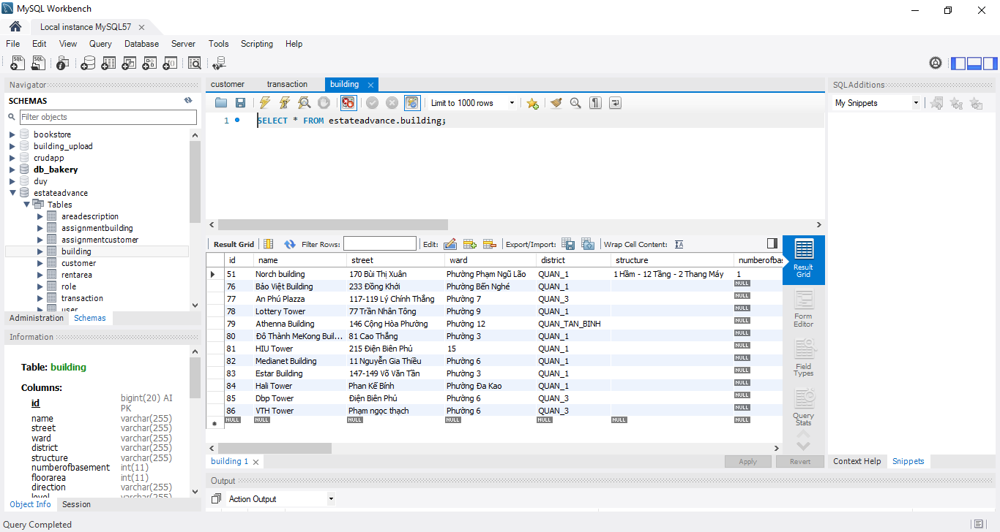 MySQL Workbench
Local instance MySQL57
File Edit View Query Database Server Tools Scripting Help
Navigator
SCHEMAS
Filter objects
bookstore
building_upload
crudapp
db_bakery
duy
estateadvance
Tables
areadescription
assignmentbuilding
assignmentcustomer
building
customer
rentarea
role
transaction
user
Administration Schemas
Information
Table: building
Columns:
id bigint(20) AI PK
name varchar(255)
street varchar(255)
ward varchar(255)
district varchar(255)
structure varchar(255)
numberofbasement int(11)
floorarea int(11)
direction varchar(255)
level varchar(255)
Object Info Session
Query Completed
customer transaction building
Limit to 1000 rows
1 SELECT * FROM estateadvance.building;
Result Grid Filter Rows: Edit: Export/Import: Wrap Cell Content:
id name street ward district structure numberofbas
51 Norch building 170 Bùi Thị Xuân Phường Phạm Ngũ Lão QUAN_1 1 Hầm - 12 Tầng - 2 Thang Máy 1
76 Bảo Việt Building 233 Đồng Khởi Phường Bến Nghé QUAN_1 NULL
77 An Phú Plazza 117-119 Lý Chính Thắng Phường 7 QUAN_3 NULL
78 Lottery Tower 77 Trần Nhân Tông Phường 9 QUAN_1 NULL
79 Athenna Building 146 Cộng Hòa Phường Phường 12 QUAN_TAN_BINH NULL
80 Đô Thành MeKong Buil... 81 Cao Thắng Phường 3 QUAN_1 NULL
81 HIU Tower 215 Điện Biên Phủ 15 QUAN_1 NULL
82 Medianet Building 11 Nguyễn Gia Thiều Phường 6 QUAN_1 NULL
83 Estar Building 147-149 Võ Văn Tần Phường 3 QUAN_1 NULL
84 Hali Tower Phan Kế Bính Phường Đa Kao QUAN_1 NULL
85 Dbp Tower Điện Biên Phủ Phường 6 QUAN_3 NULL
86 VTH Tower Phạm ngọc thạch Phường 6 QUAN_3 NULL
NULL NULL NULL NULL NULL NULL NULL
Result Grid
Form Editor
Field Types
Query Stats
building 1
Apply Revert
Output
Action Output
SQLAdditions
My Snippets
Context Help Snippets